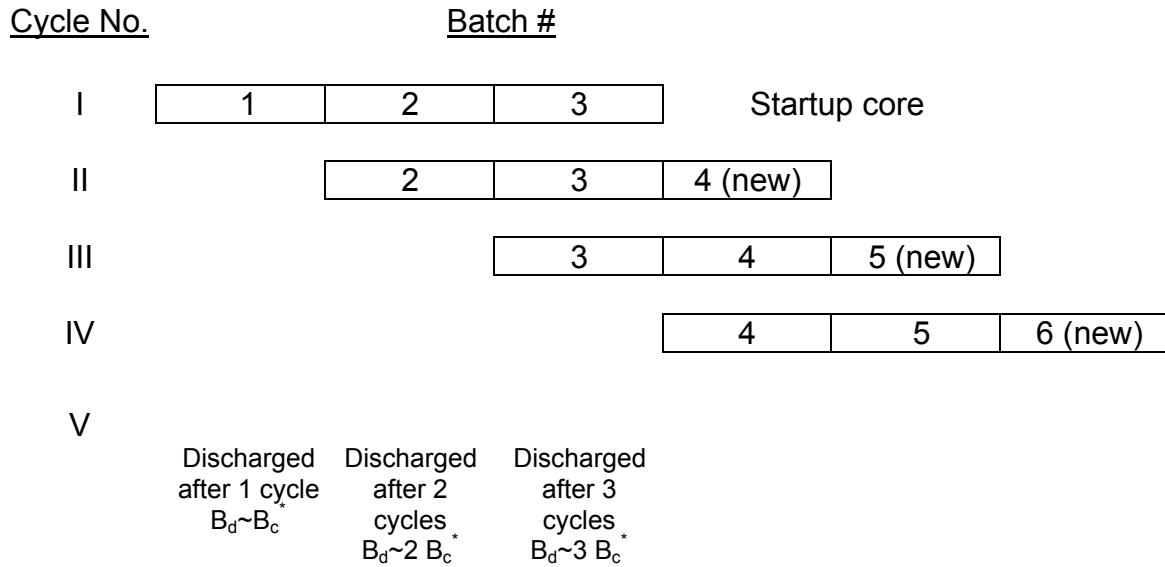 Cycle No. Batch #
I 1 2 3 Startup core
II 2 3 4 (new)
III 3 4 5 (new)
IV 4 5 6 (new)
V
Discharged Discharged Discharged
after 1 cycle after 2 after 3
B_d~B_c^* cycles cycles
B_d~2 B_c^* B_d~3 B_c^*